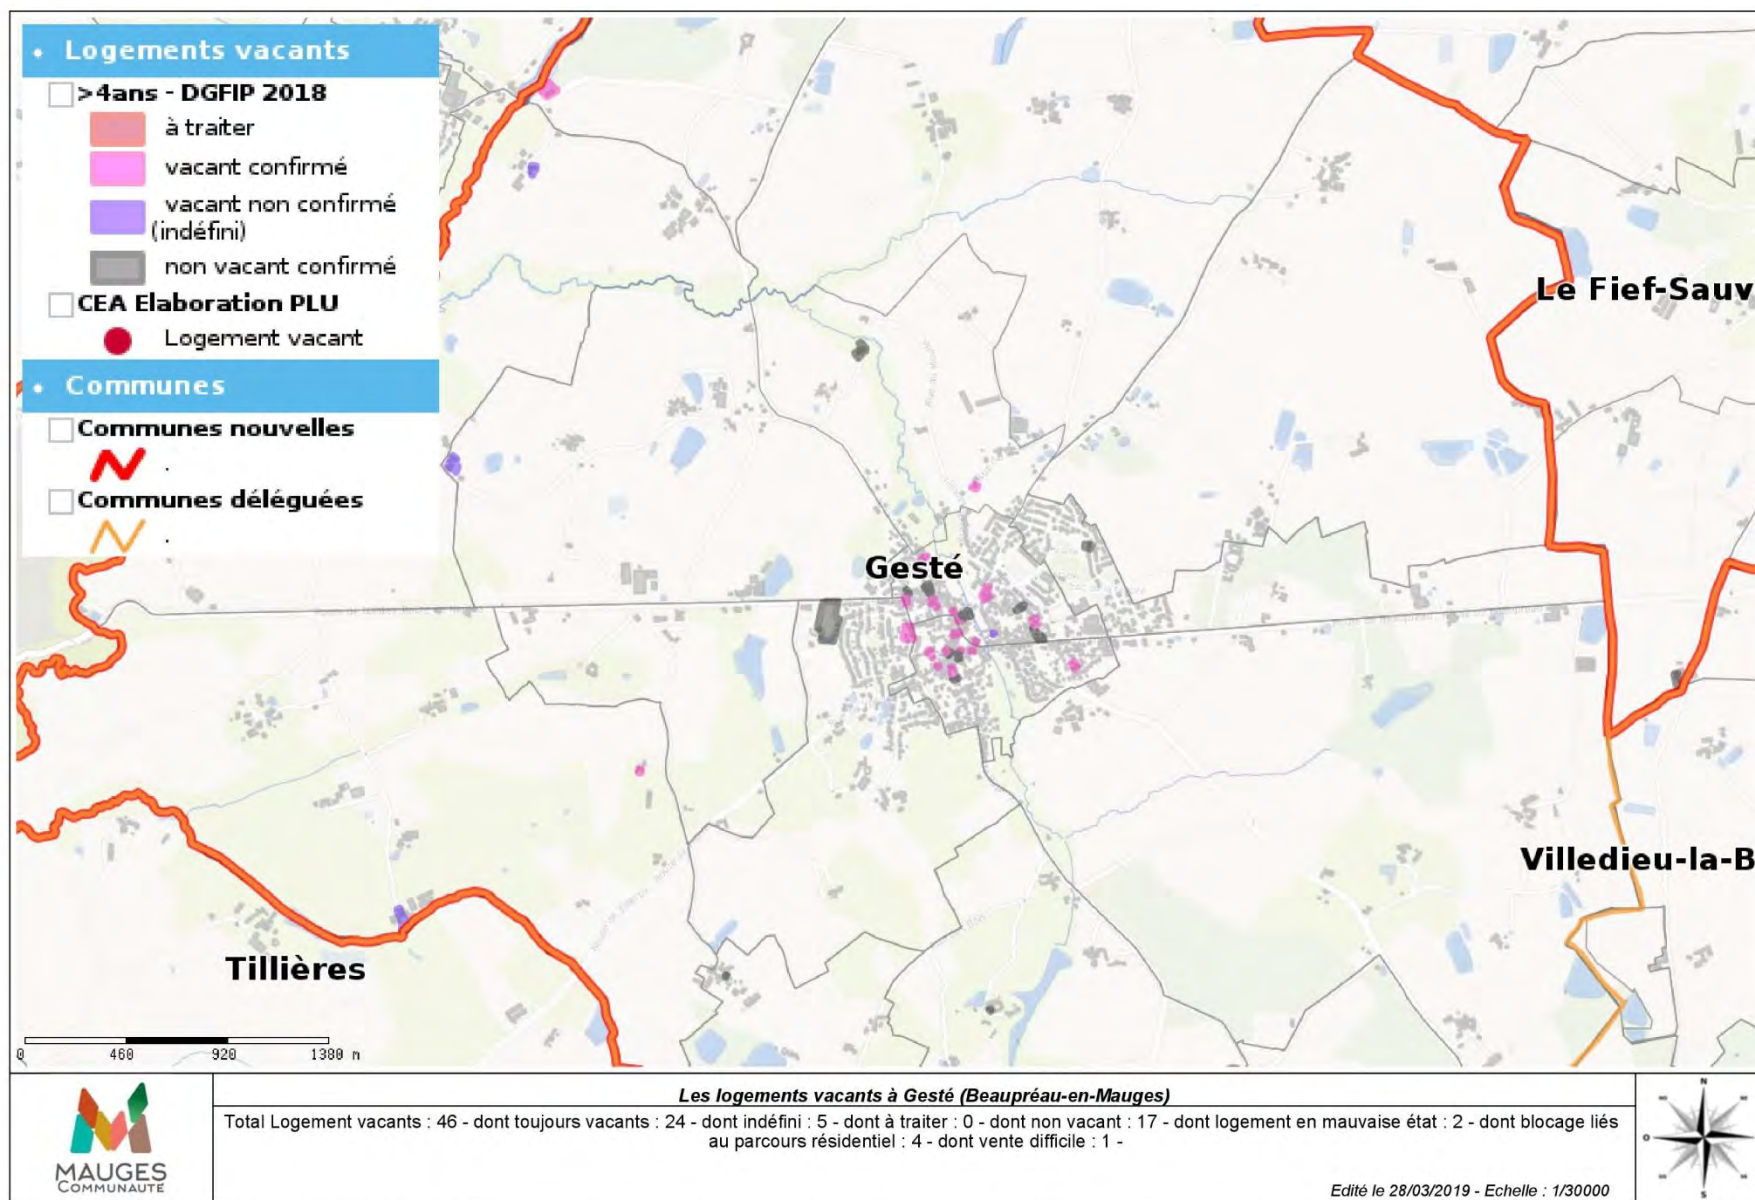 Logements vacants
>4ans - DGFIP 2018
à traiter
vacant confirmé
vacant non confirmé
(indéfini)
non vacant confirmé
CEA Elaboration PLU
Logement vacant
Communes
Communes nouvelles
.
Communes déléguées
.
Le Fief-Sauv
Gesté
Villedieu-la-B
Tillières
0 460 920 1380 m
MAUGES
COMMUNAUTÉ
Les logements vacants à Gesté (Beaupréau-en-Mauges)
Total Logement vacants : 46 - dont toujours vacants : 24 - dont indéfini : 5 - dont à traiter : 0 - dont non vacant : 17 - dont logement en mauvaise état : 2 - dont blocage liés
au parcours résidentiel : 4 - dont vente difficile : 1 -
Edité le 28/03/2019 - Echelle : 1/30000
N
O
S